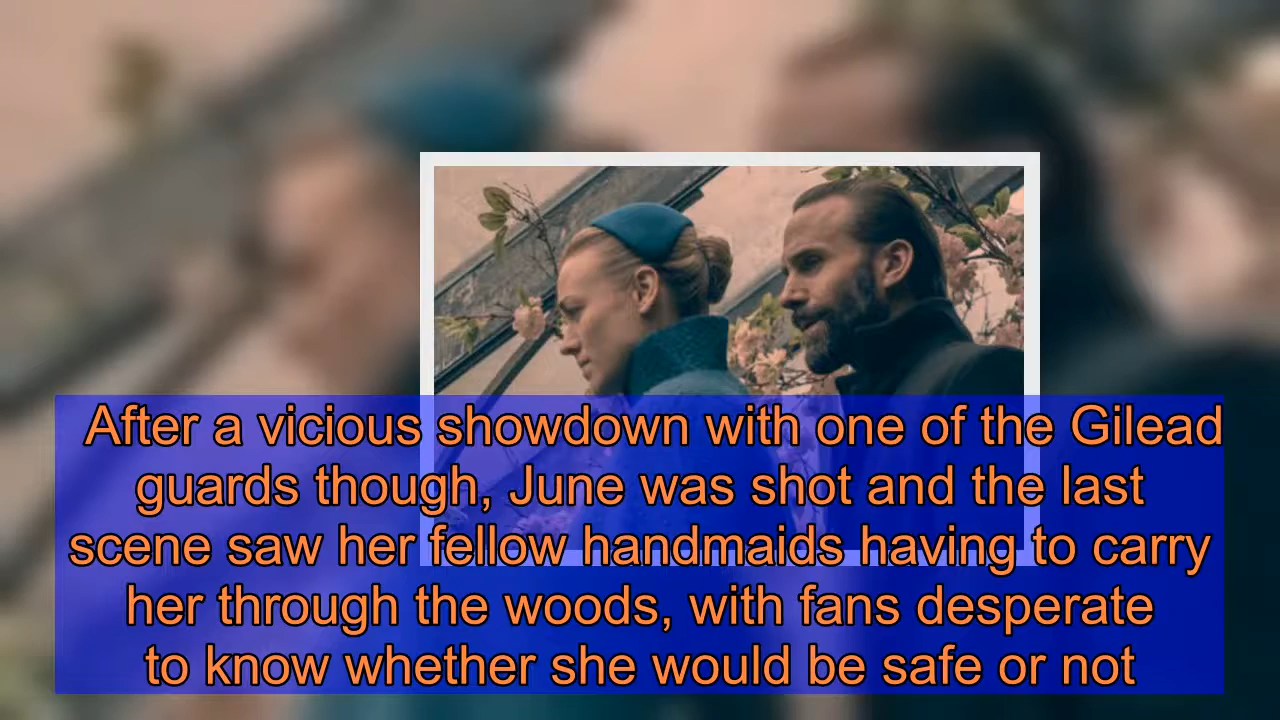 After a vicious showdown with one of the Gilead
guards though, June was shot and the last
scene saw her fellow handmaids having to carry
her through the woods, with fans desperate
to know whether she would be safe or not